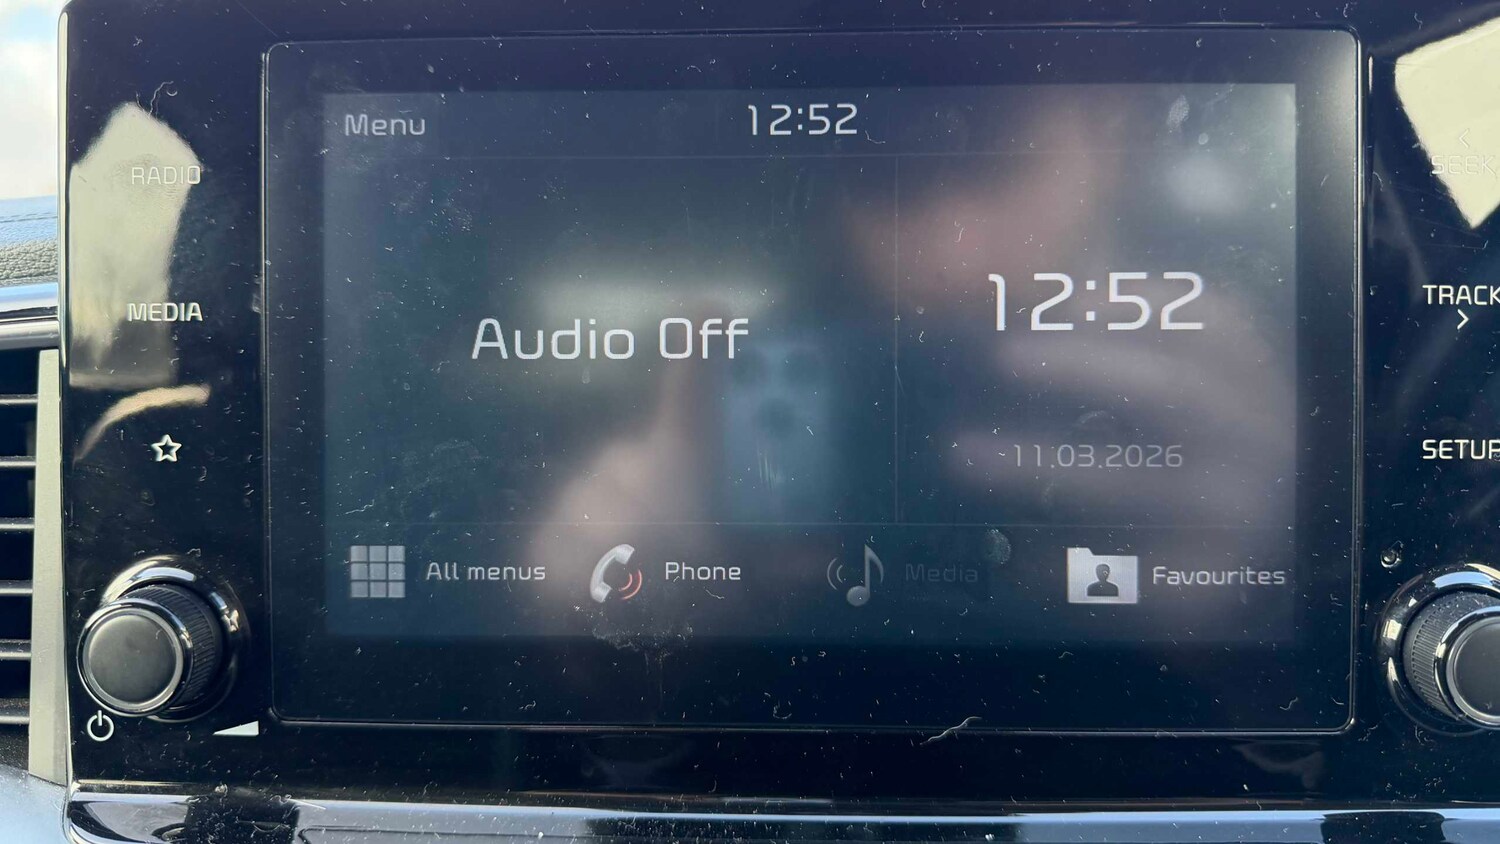 Menu
12:52
RADIO
SEEK
MEDIA
Audio Off
12:52
TRACK
11.03.2026
SETUP
All menus
Phone
Media
Favourites